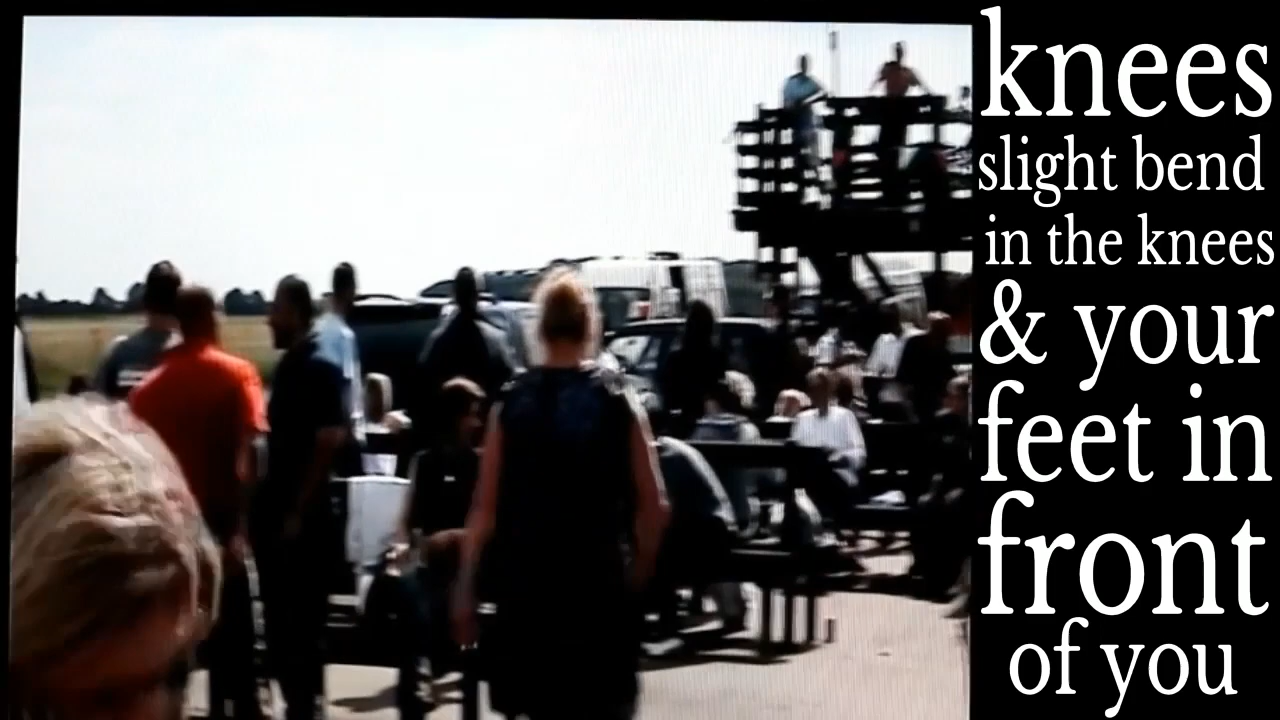 knees
slight bend
in the knees
& your
feet in
front
of you